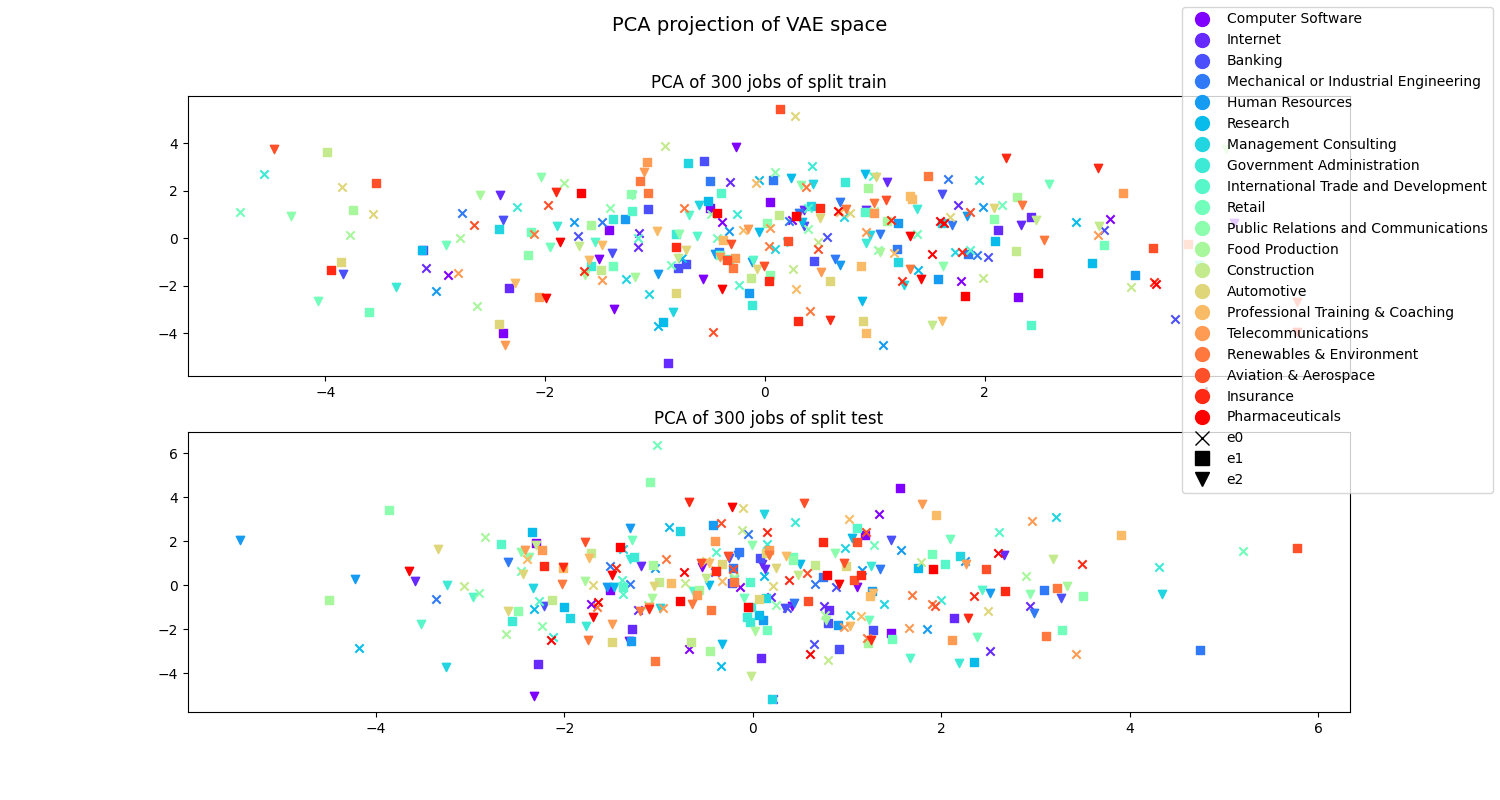 PCA projection of VAE space
PCA of 300 jobs of split train
4
2
0
−2
−4
−4
−2
0
2
PCA of 300 jobs of split test
6
4
2
0
−2
−4
−4
−2
0
2
4
6
Computer Software
Internet
Banking
Mechanical or Industrial Engineering
Human Resources
Research
Management Consulting
Government Administration
International Trade and Development
Retail
Public Relations and Communications
Food Production
Construction
Automotive
Professional Training & Coaching
Telecommunications
Renewables & Environment
Aviation & Aerospace
Insurance
Pharmaceuticals
e0
e1
e2